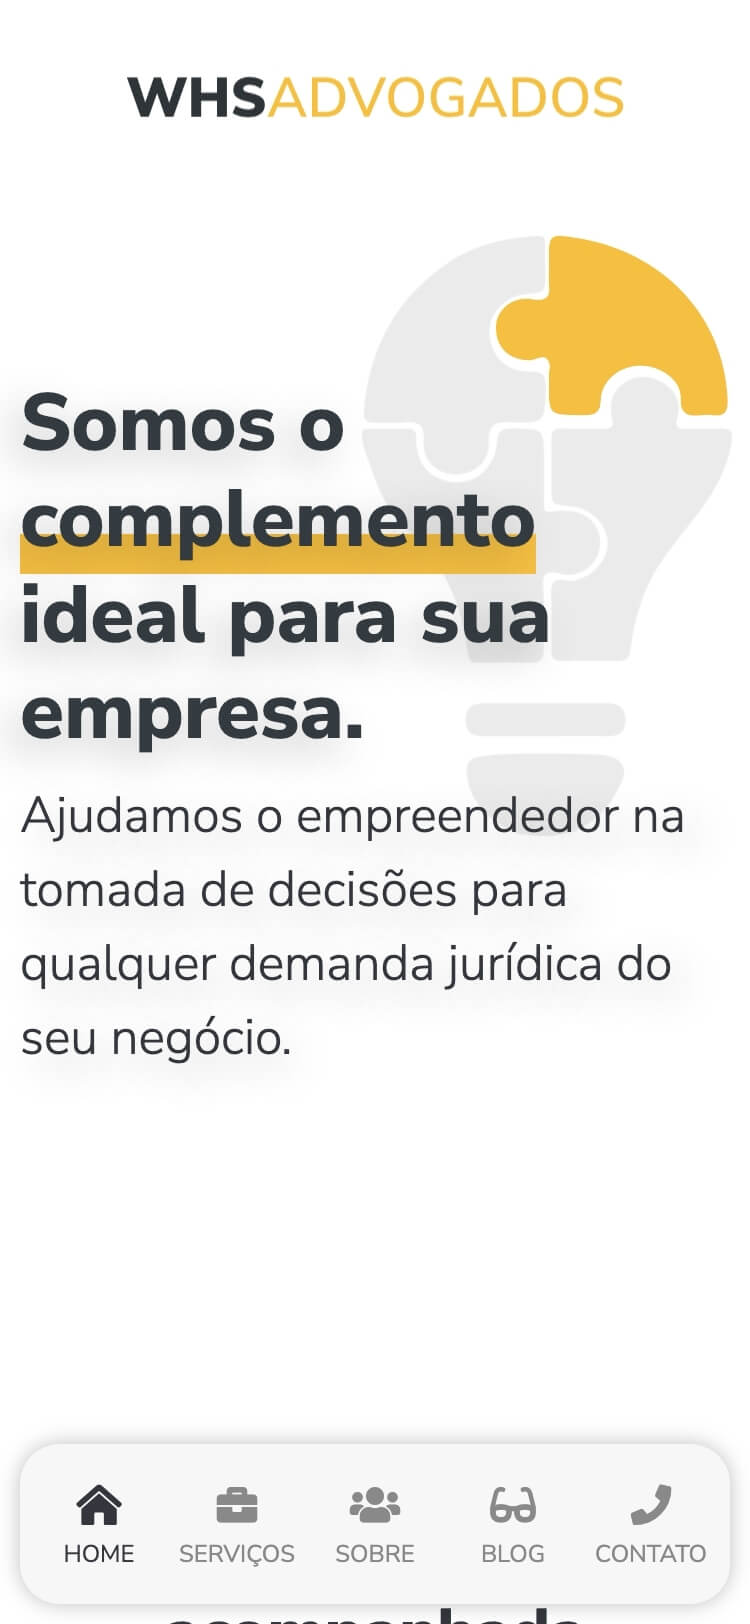 WHSADVOGADOS
Somos o
complemento
ideal para sua
empresa.
Ajudamos o empreendedor na
tomada de decisões para
qualquer demanda jurídica do
seu negócio.
HOME SERVIÇOS SOBRE BLOG CONTATO